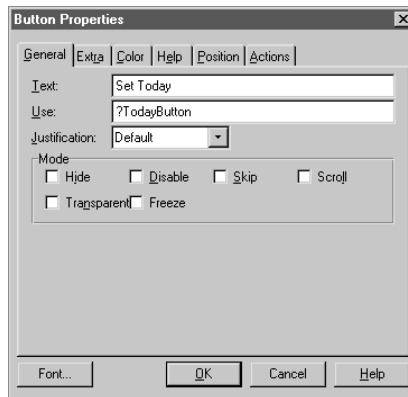 Button Properties
General Extra Color Help Position Actions
Text: Set Today
Use: ?TodayButton
Justification: Default
Mode
Hide Disable Skip Scroll
Transparent Freeze
Font... OK Cancel Help